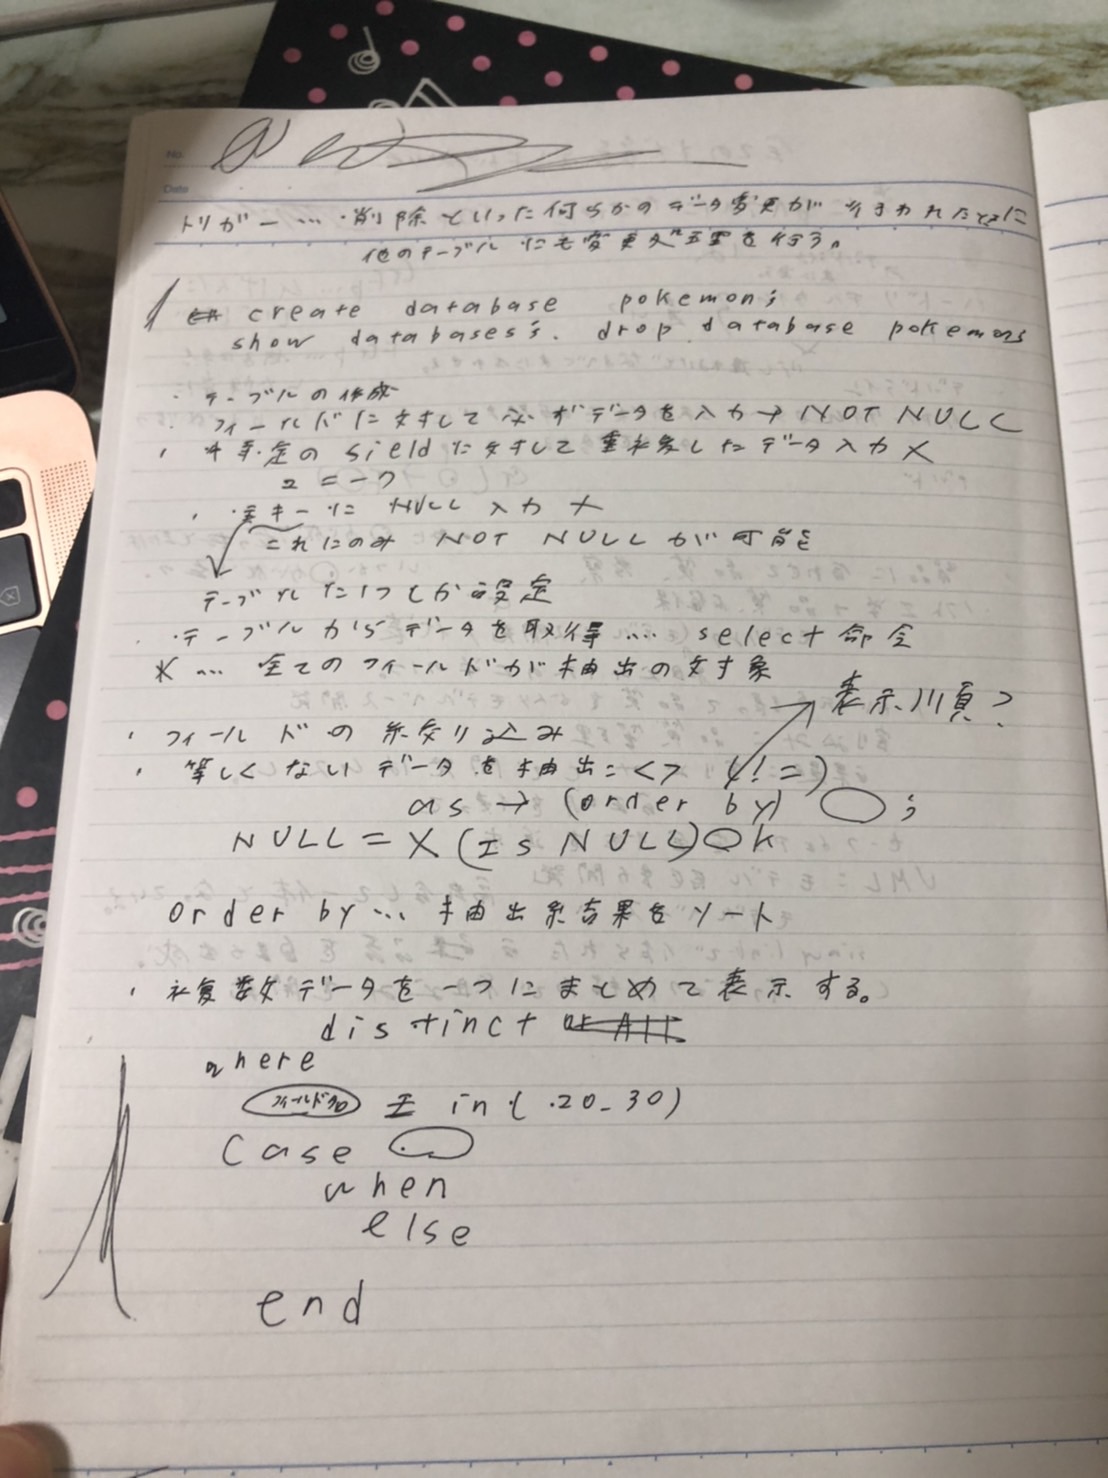 No.
Date
トリガー… ・削除といった何らかのデータ変更が行われたときに
他のテーブルにも変更処理を行う。
create database pokemon;
show databases; drop database pokemons
・テーブルの作成
・フィールドに対して必ずデータを入力→NOT NULL
・特定のsieldに対して重複したデータ入力×
ユニーク
・主キーにNULL入力×
これにのみ NOT NULLが可能
テーブルに1つしか設定
・テーブルからデータを取得… select命令
* … 全てのフィールドが抽出の対象
表示順?
・フィールドの絞り込み
・等しくないデータを抽出:<> (!=)
as → (order by) ;
NULL = × (Is NULL) OK
order by… 抽出結果をソート
・複数データを一つにまとめて表示する。
distinct or All
where
フィールド名 in( .20-30)
case
when
else
end